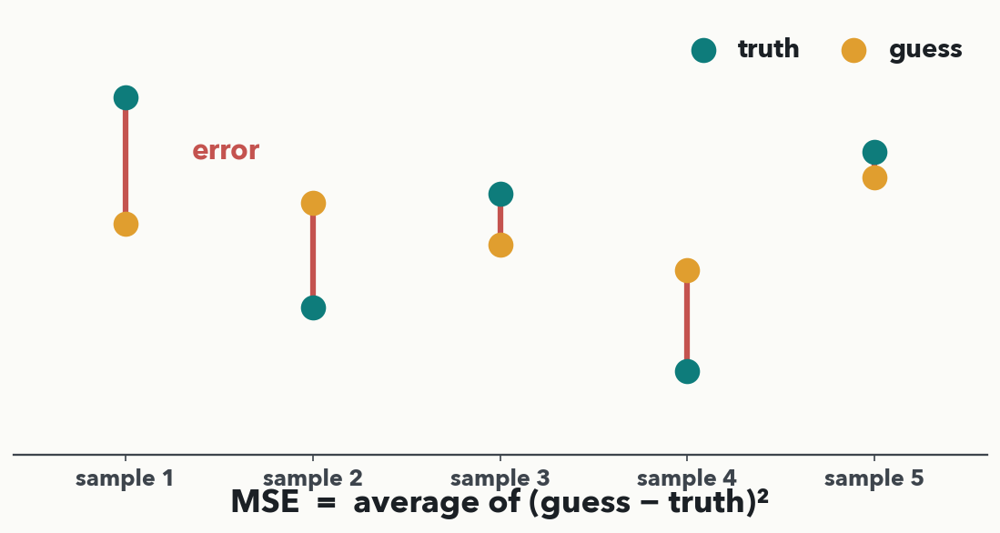 truth guess
error
sample 1 sample 2 sample 3 sample 4 sample 5
MSE = average of (guess − truth)²